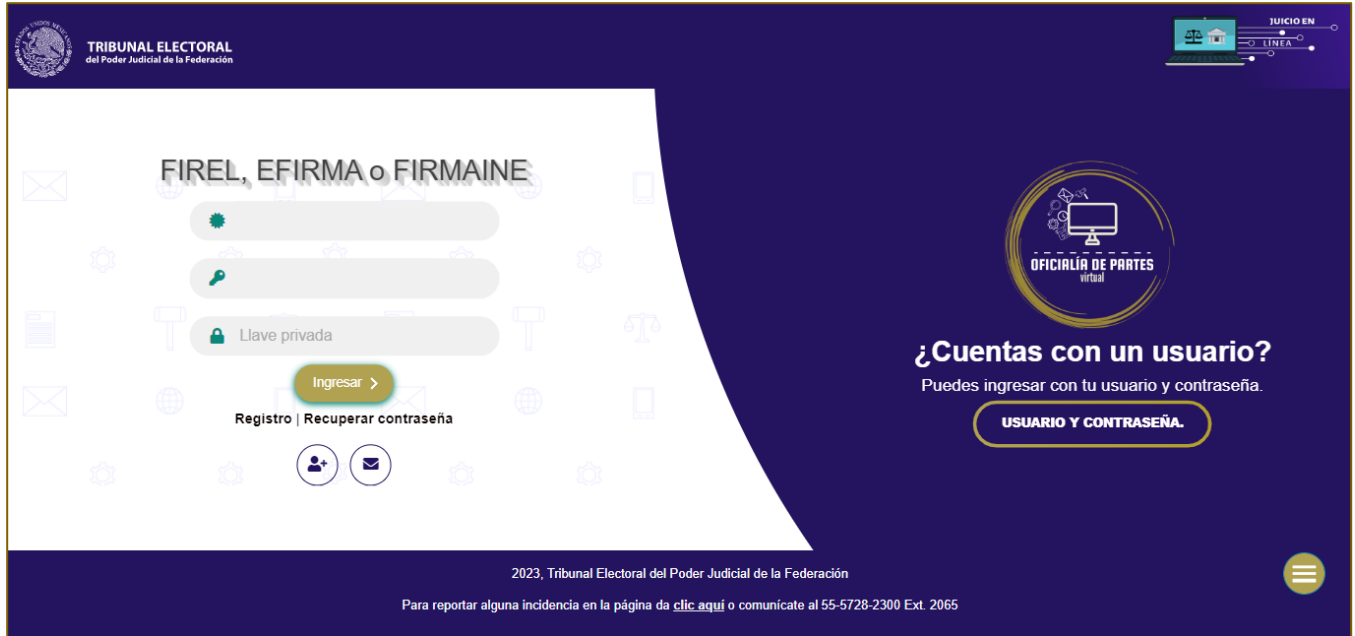 TRIBUNAL ELECTORAL
del Poder Judicial de la Federación
JUICIO EN
LÍNEA
FIREL, EFIRMA o FIRMAINE
Llave privada
Ingresar
Registro | Recuperar contraseña
OFICIALÍA DE PARTES
virtual
¿Cuentas con un usuario?
Puedes ingresar con tu usuario y contraseña.
USUARIO Y CONTRASEÑA.
2023, Tribunal Electoral del Poder Judicial de la Federación
Para reportar alguna incidencia en la página da clic aquí o comunícate al 55-5728-2300 Ext. 2065